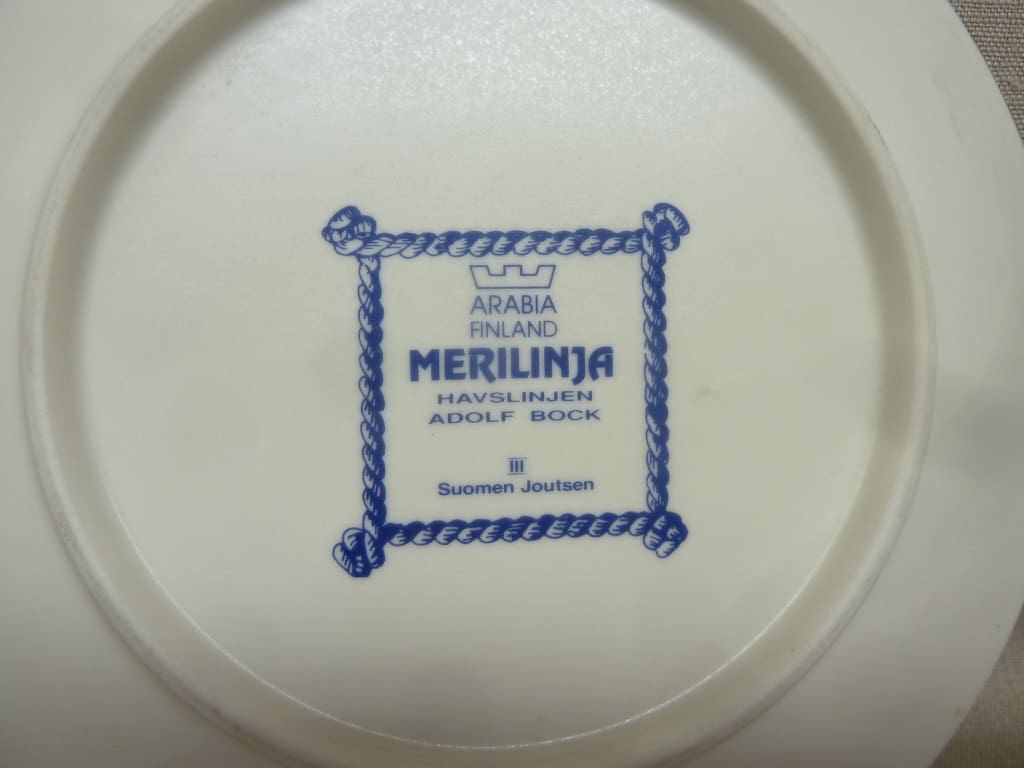 ARABIA
FINLAND
MERILINJA
HAVSLINJEN
ADOLF BOCK
III
Suomen Joutsen